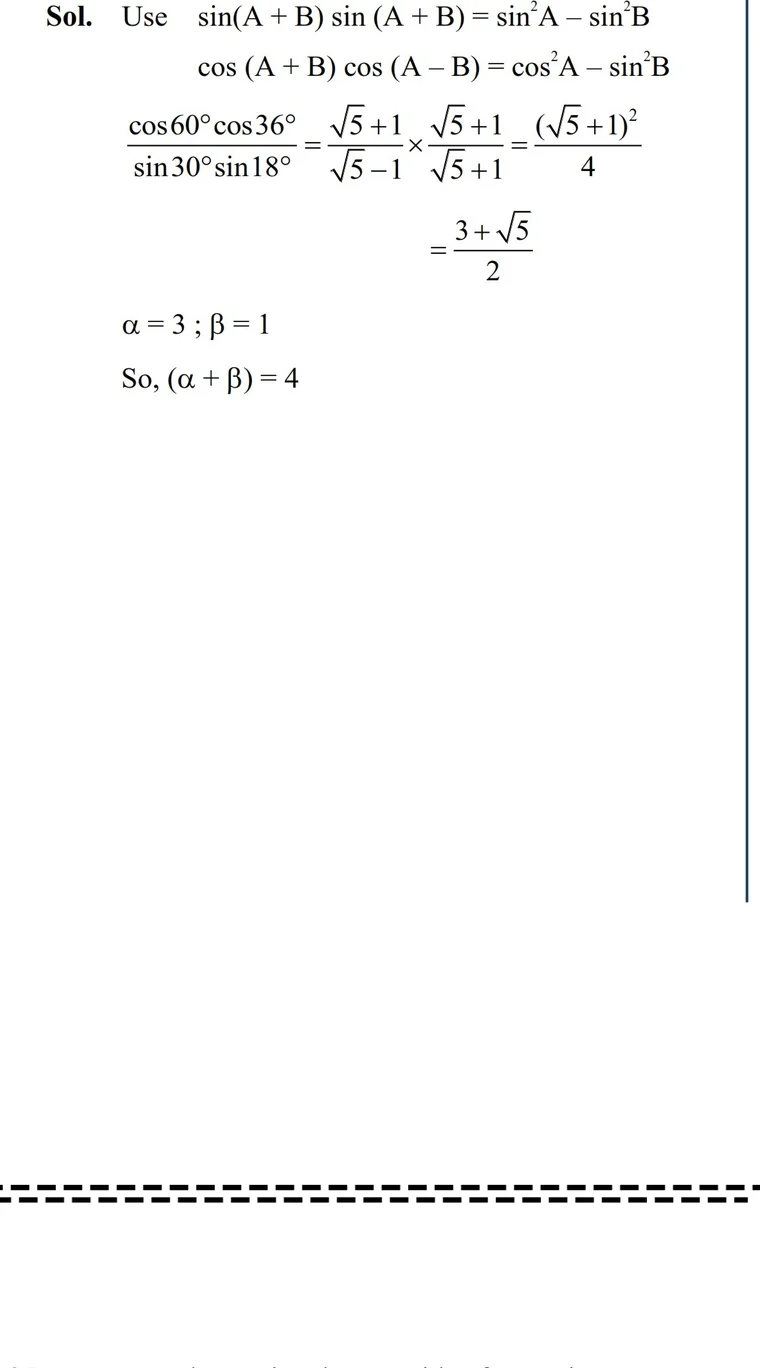 Sol. Use sin(A + B) sin (A + B) = sin²A – sin²B
cos (A + B) cos (A – B) = cos²A – sin²B
cos60°cos36°/sin30°sin18° = √5+1/√5−1 × √5+1/√5+1 = (√5+1)²/4
= 3+√5/2
α = 3 ; β = 1
So, (α + β) = 4